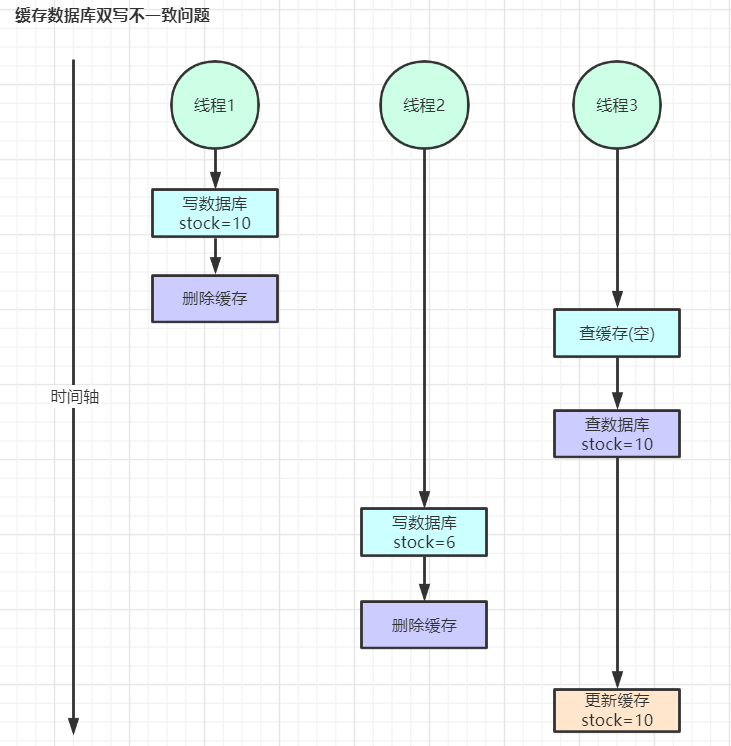 缓存数据库双写不一致问题
线程1
线程2
线程3
写数据库
stock=10
删除缓存
查缓存(空)
时间轴
查数据库
stock=10
写数据库
stock=6
删除缓存
更新缓存
stock=10